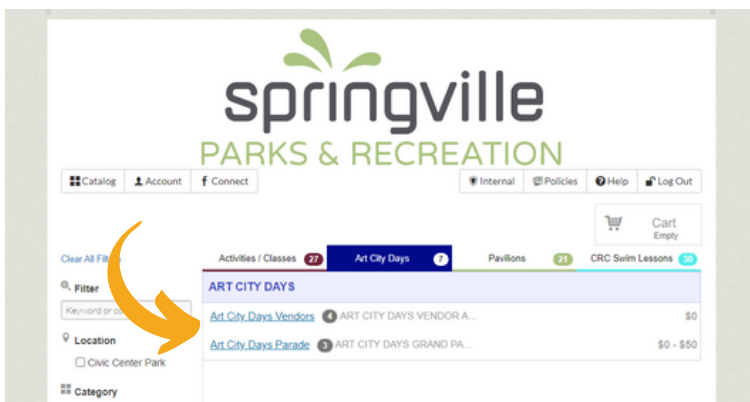 springville
PARKS & RECREATION
Catalog Account Connect Internal Policies Help Log Out
Cart
Empty
Clear All Activities / Classes 27 Art City Days 7 Pavilions 21 CRC Swim Lessons 30
Filter ART CITY DAYS
Keyword or Art City Days Vendors 4 ART CITY DAYS VENDOR A... $0
Location Art City Days Parade 3 ART CITY DAYS GRAND PA... $0 - $50
Civic Center Park
Category